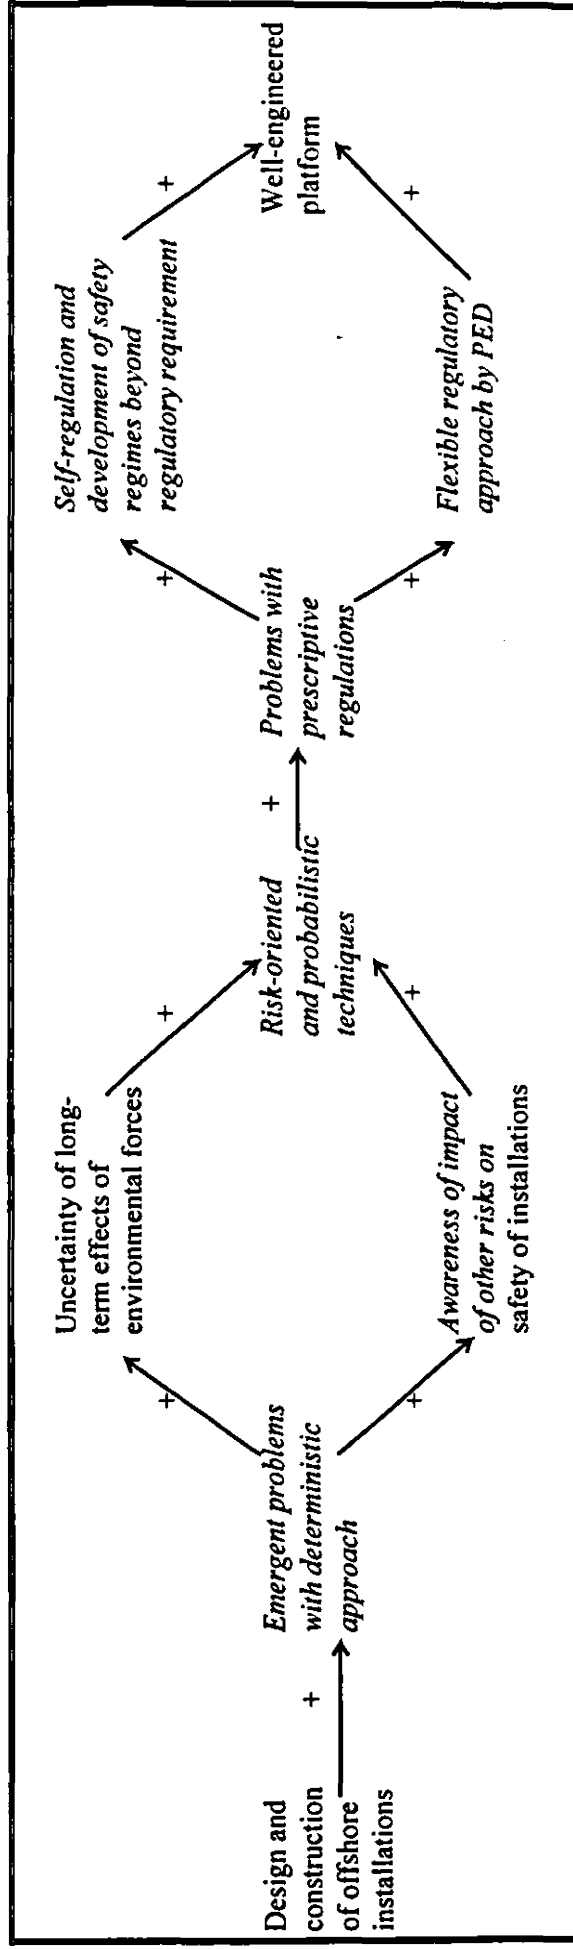 Design and
construction
of offshore
installations
+
Emergent problems
with deterministic
approach
+
+
Uncertainty of long-
term effects of
environmental forces
Awareness of impact
of other risks on
safety of installations
+
+
Risk-oriented
and probabilistic
techniques
+
Problems with
prescriptive
regulations
+
+
Self-regulation and
development of safety
regimes beyond
regulatory requirement
Flexible regulatory
approach by PED
+
+
Well-engineered
platform